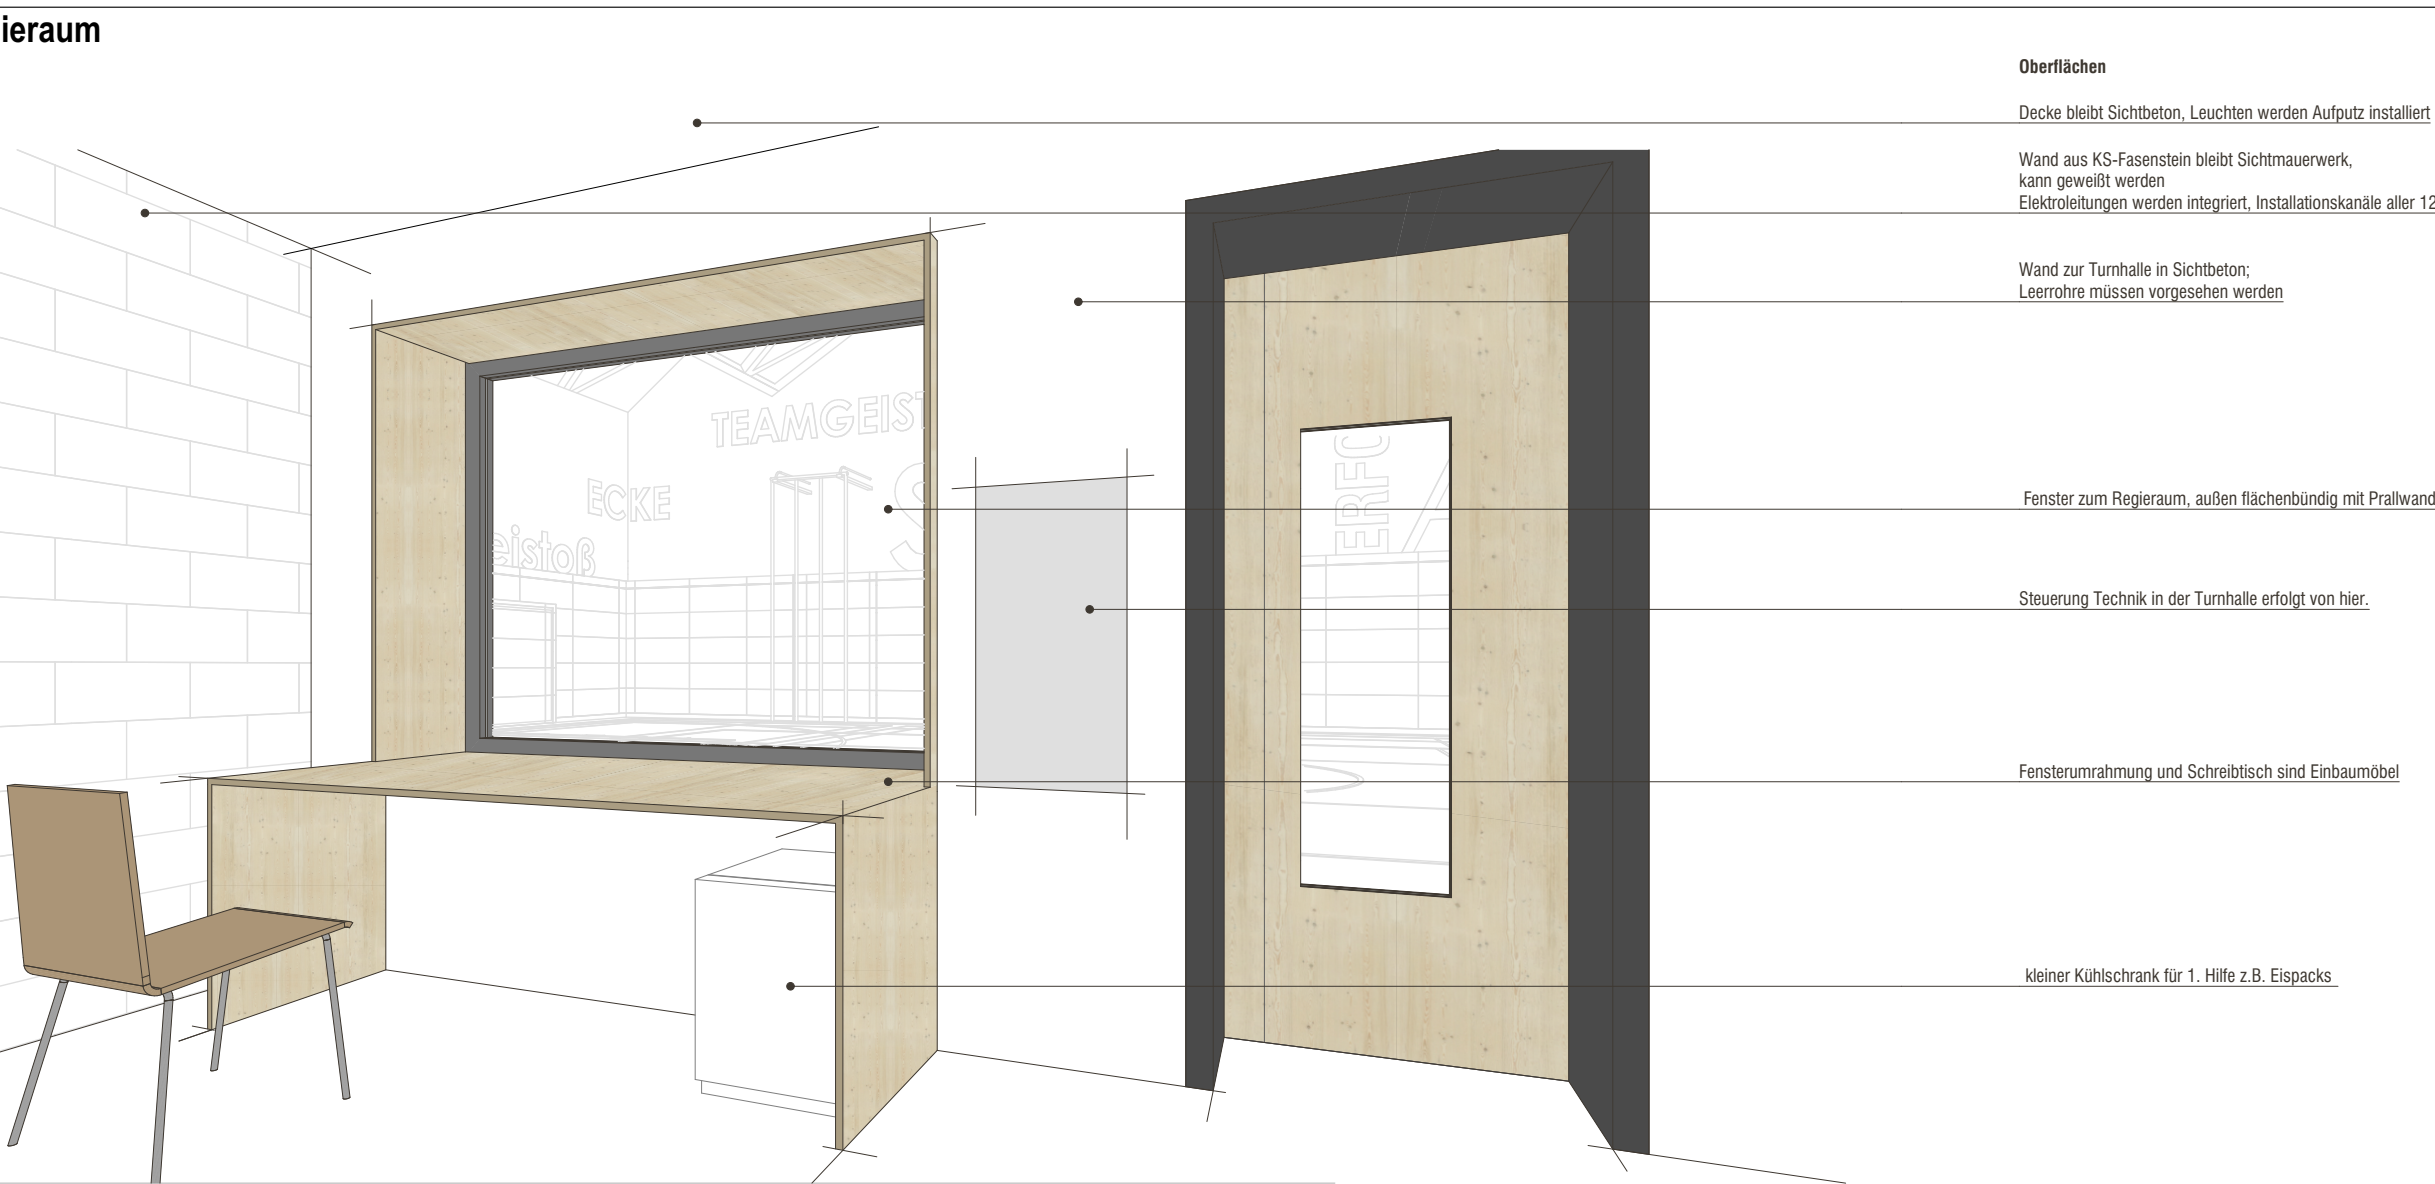 ieraum
Oberflächen
Decke bleibt Sichtbeton, Leuchten werden Aufputz installiert
Wand aus KS-Fasenstein bleibt Sichtmauerwerk,
kann geweißt werden
Elektroleitungen werden integriert, Installationskanäle aller 12
Wand zur Turnhalle in Sichtbeton;
Leerrohre müssen vorgesehen werden
TEAMGEIST
ECKE
eistoß
S
ERFO
A
Fenster zum Regieraum, außen flächenbündig mit Prallwand
Steuerung Technik in der Turnhalle erfolgt von hier.
Fensterumrahmung und Schreibtisch sind Einbaumöbel
kleiner Kühlschrank für 1. Hilfe z.B. Eispacks